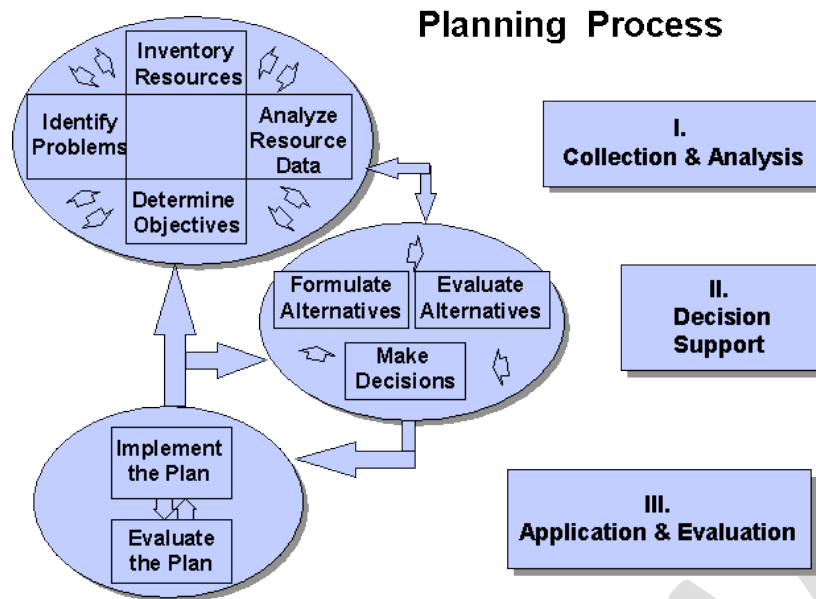 Planning Process
Inventory
Resources
Identify
Problems
Analyze
Resource
Data
Determine
Objectives
I.
Collection & Analysis
Formulate
Alternatives
Evaluate
Alternatives
Make
Decisions
II.
Decision
Support
Implement
the Plan
Evaluate
the Plan
III.
Application & Evaluation